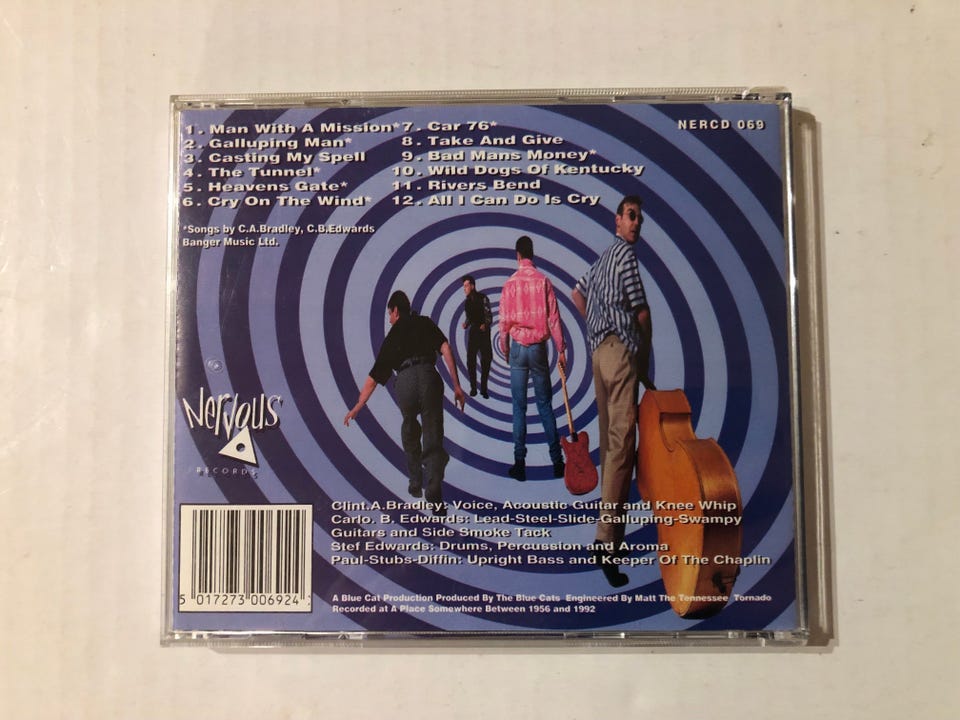 1. Man With A Mission*
2. Galluping Man*
3. Casting My Spell
4. The Tunnel*
5. Heavens Gate*
6. Cry On The Wind*
7. Car 76*
8. Take And Give
9. Bad Mans Money*
10. Wild Dogs Of Kentucky
11. Rivers Bend
12. All I Can Do Is Cry
NERCD 069
*Songs by C.A.Bradley, C.B.Edwards
Banger Music Ltd.
Nervous
RECORDS
Clint.A.Bradley: Voice, Acoustic Guitar and Knee Whip
Carlo. B. Edwards: Lead-Steel-Slide-Galluping-Swampy
Guitars and Side Smoke Tack
Stef Edwards: Drums, Percussion and Aroma
Paul-Stubs-Diffin: Upright Bass and Keeper Of The Chaplin
A Blue Cat Production Produced By The Blue Cats Engineered By Matt The Tennessee Tornado
Recorded at A Place Somewhere Between 1956 and 1992
5 017273 006924